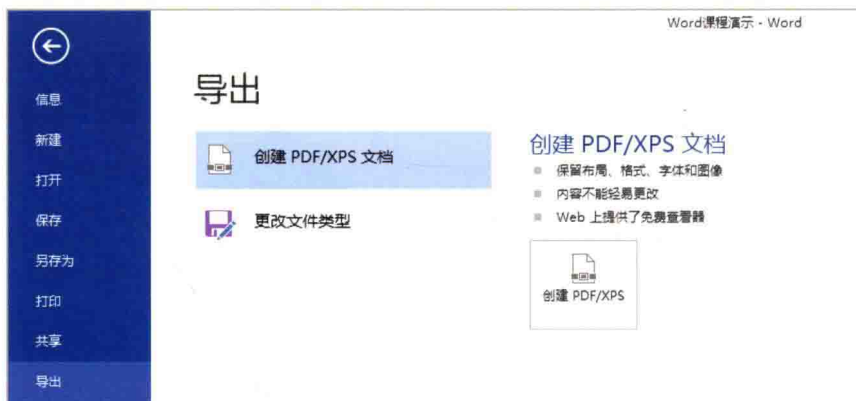 Word课程演示 - Word
信息
新建
打开
保存
另存为
打印
共享
导出
导出
创建 PDF/XPS 文档
更改文件类型
创建 PDF/XPS 文档
保留布局、格式、字体和图像
内容不能轻易更改
Web 上提供了免费查看器
创建 PDF/XPS